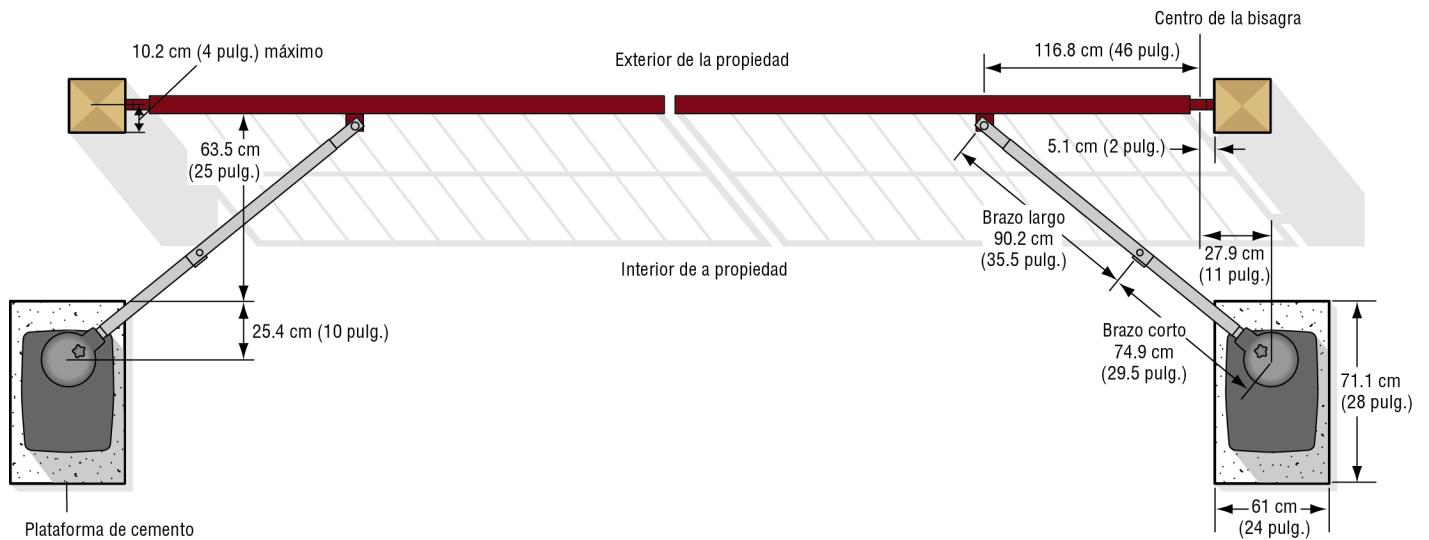 Centro de la bisagra
10.2 cm (4 pulg.) máximo
Exterior de la propiedad
116.8 cm (46 pulg.)
63.5 cm
(25 pulg.)
5.1 cm (2 pulg.)
Brazo largo
90.2 cm
(35.5 pulg.)
27.9 cm
(11 pulg.)
Interior de a propiedad
25.4 cm (10 pulg.)
Brazo corto
74.9 cm
(29.5 pulg.)
71.1 cm
(28 pulg.)
61 cm
(24 pulg.)
Plataforma de cemento